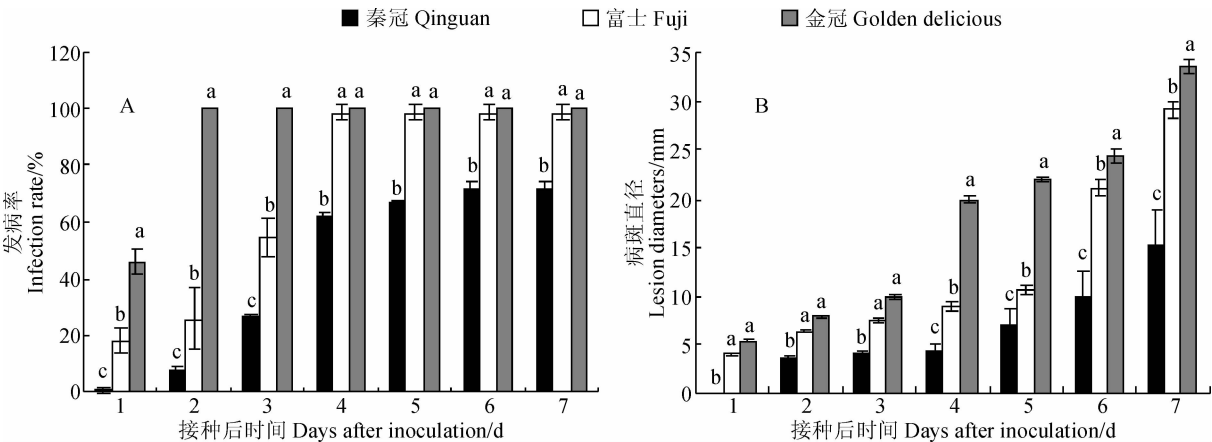 秦冠 Qinguan 富士 Fuji 金冠 Golden delicious
A
发病率
Infection rate/%
120
100
80
60
40
20
0
c b a
c b a
c b a
b a a
b a a
b a a
b a a
1 2 3 4 5 6 7
接种后时间 Days after inoculation/d
B
病斑直径
Lesion diameters/mm
35
30
25
20
15
10
5
0
b a a
b a a
b a a
c b a
c b a
c b a
c b a
1 2 3 4 5 6 7
接种后时间 Days after inoculation/d